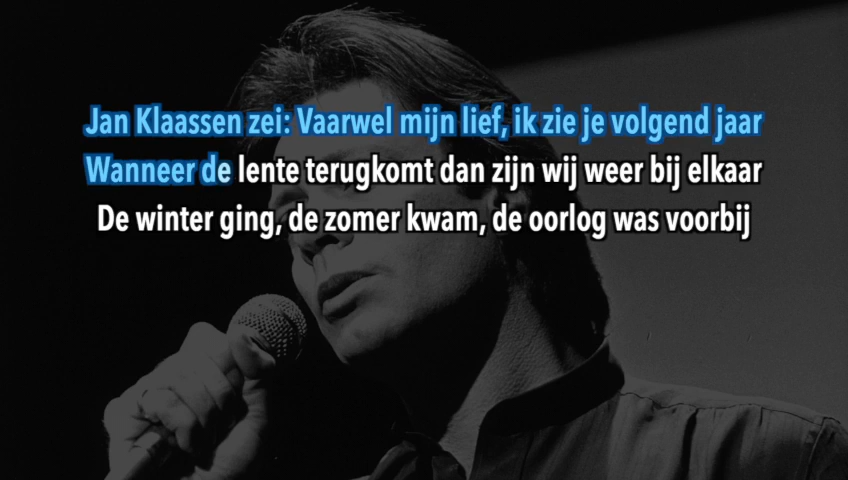 Jan Klaassen zei: Vaarwel mijn lief, ik zie je volgend jaar
Wanneer de lente terugkomt dan zijn wij weer bij elkaar
De winter ging, de zomer kwam, de oorlog was voorbij